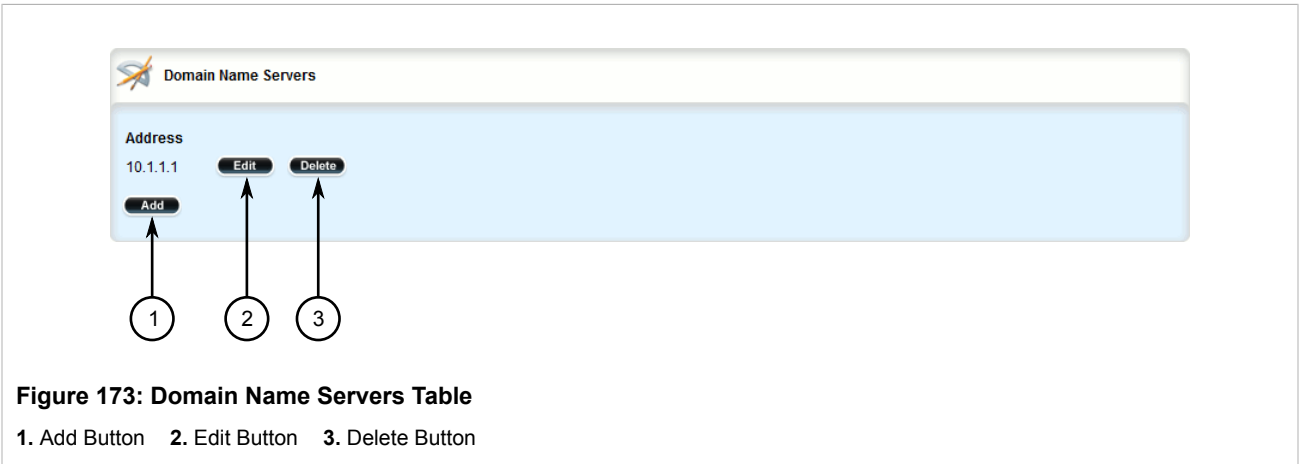 Domain Name Servers
Address
10.1.1.1 Edit Delete
Add
1 2 3
Figure 173: Domain Name Servers Table
1. Add Button 2. Edit Button 3. Delete Button